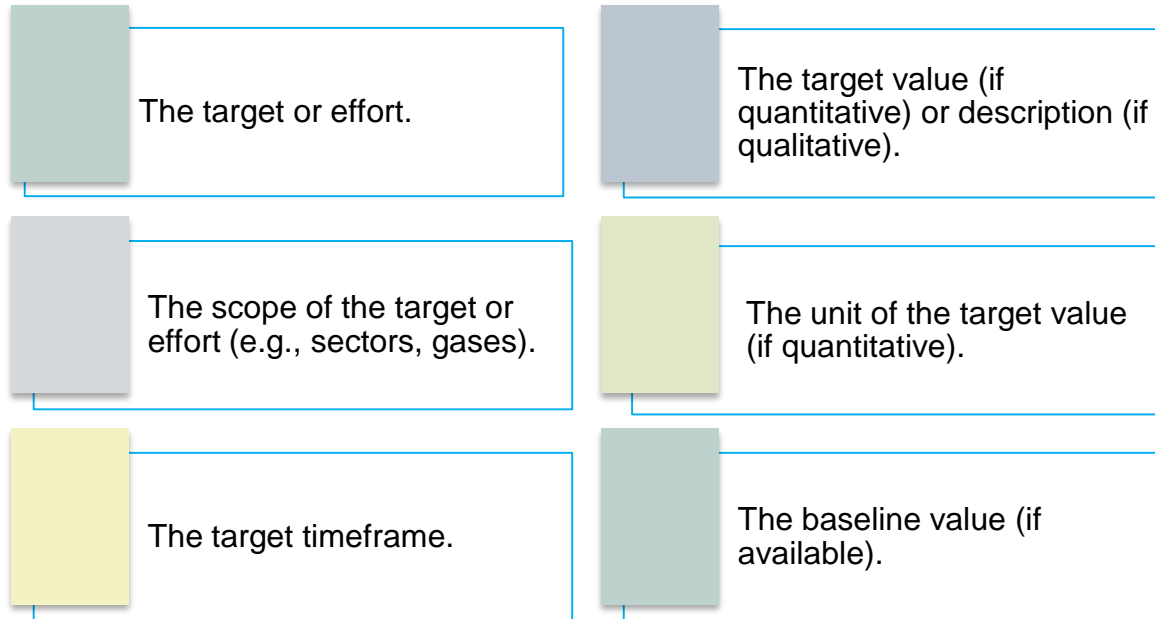 The target or effort.
The target value (if
quantitative) or description (if
qualitative).
The scope of the target or
effort (e.g., sectors, gases).
The unit of the target value
(if quantitative).
The target timeframe.
The baseline value (if
available).